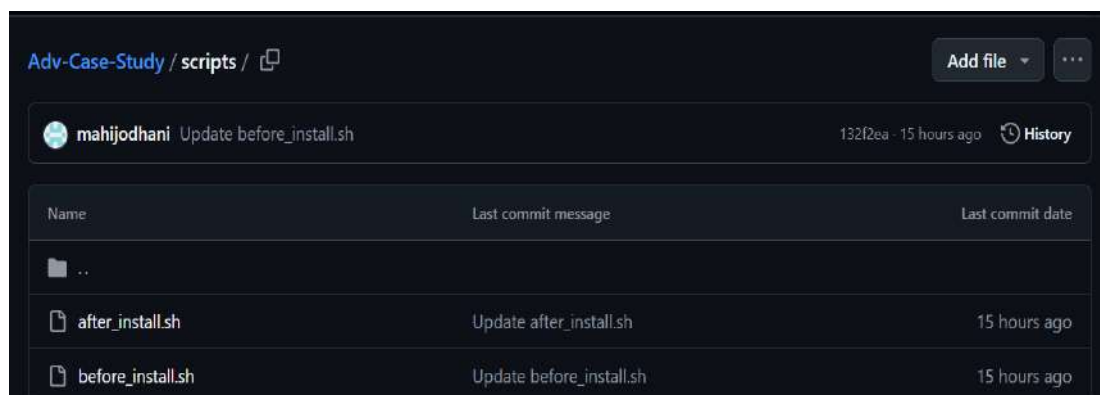 Adv-Case-Study / scripts / Add file ...
mahijodhani Update before_install.sh 132f2ea · 15 hours ago History
Name Last commit message Last commit date
..
after_install.sh Update after_install.sh 15 hours ago
before_install.sh Update before_install.sh 15 hours ago